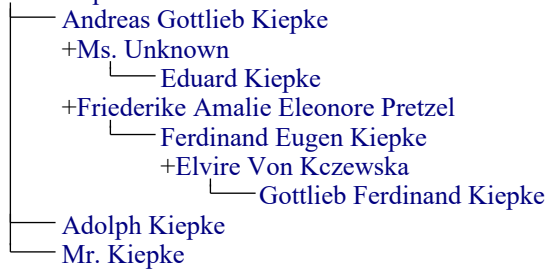 Andreas Gottlieb Kiepke
+Ms. Unknown
Eduard Kiepke
+Friederike Amalie Eleonore Pretzel
Ferdinand Eugen Kiepke
+Elvire Von Kczewska
Gottlieb Ferdinand Kiepke
Adolph Kiepke
Mr. Kiepke